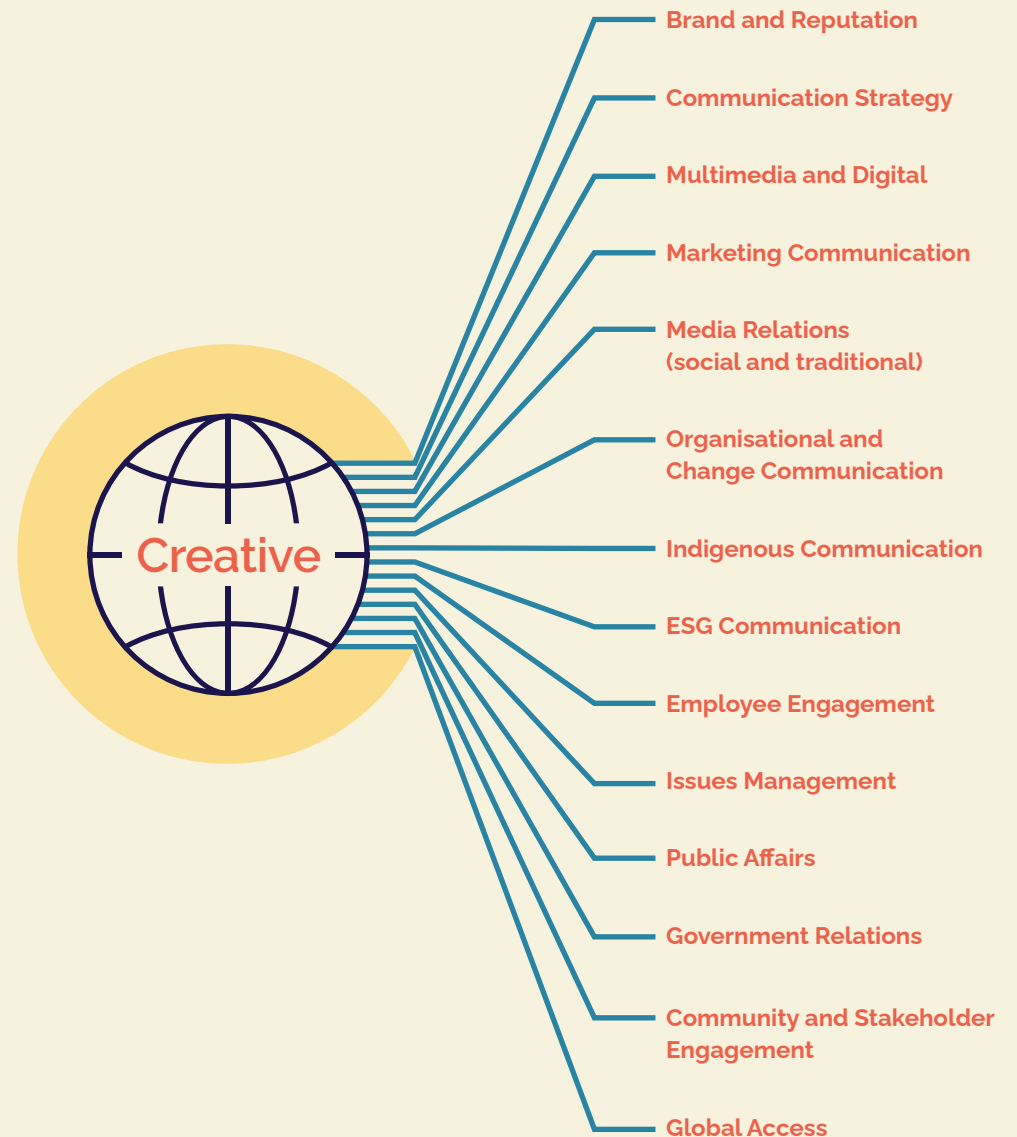 Brand and Reputation
Communication Strategy
Multimedia and Digital
Marketing Communication
Media Relations
(social and traditional)
Organisational and
Change Communication
Creative
Indigenous Communication
ESG Communication
Employee Engagement
Issues Management
Public Affairs
Government Relations
Community and Stakeholder
Engagement
Global Access